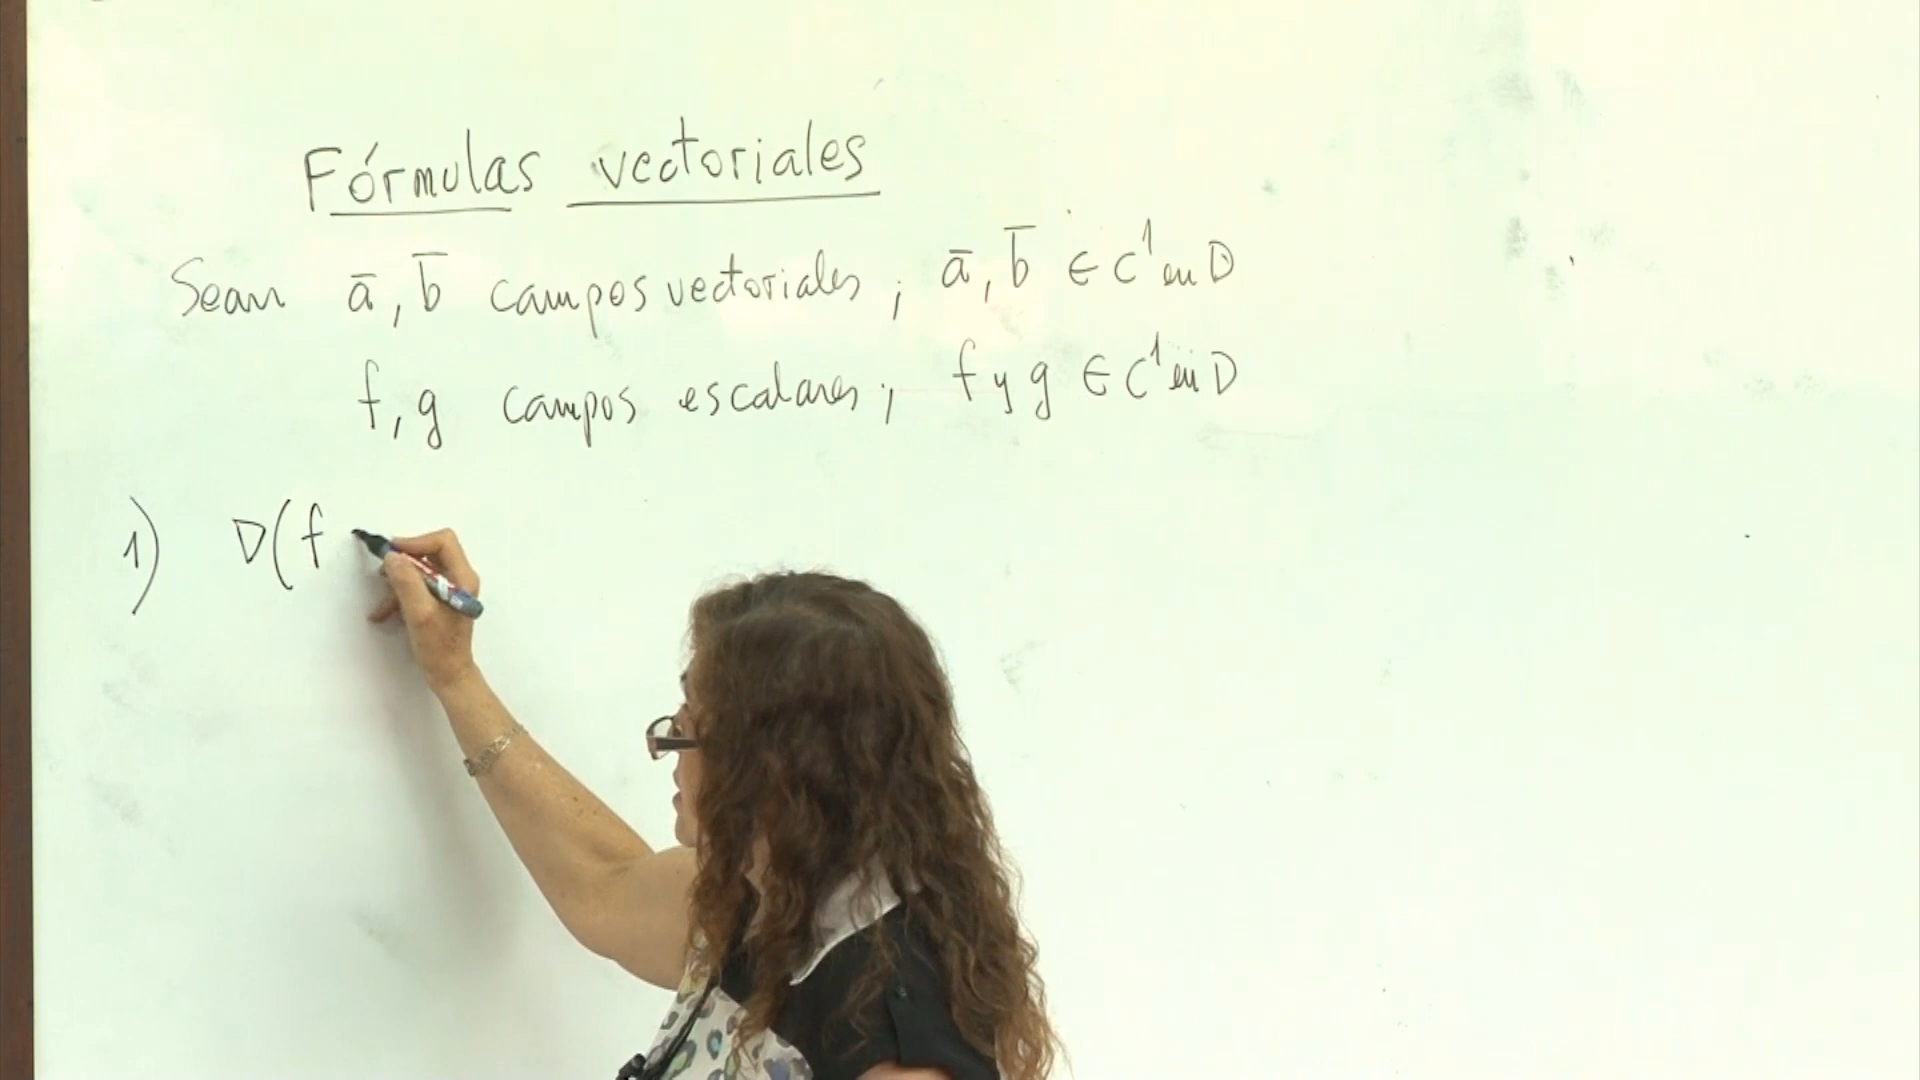 Fórmulas vectoriales
Sean ā, b̄ campos vectoriales ; ā, b̄ ∈ C¹ en D
f, g campos escalares ; f y g ∈ C¹ en D
1) ∇(f